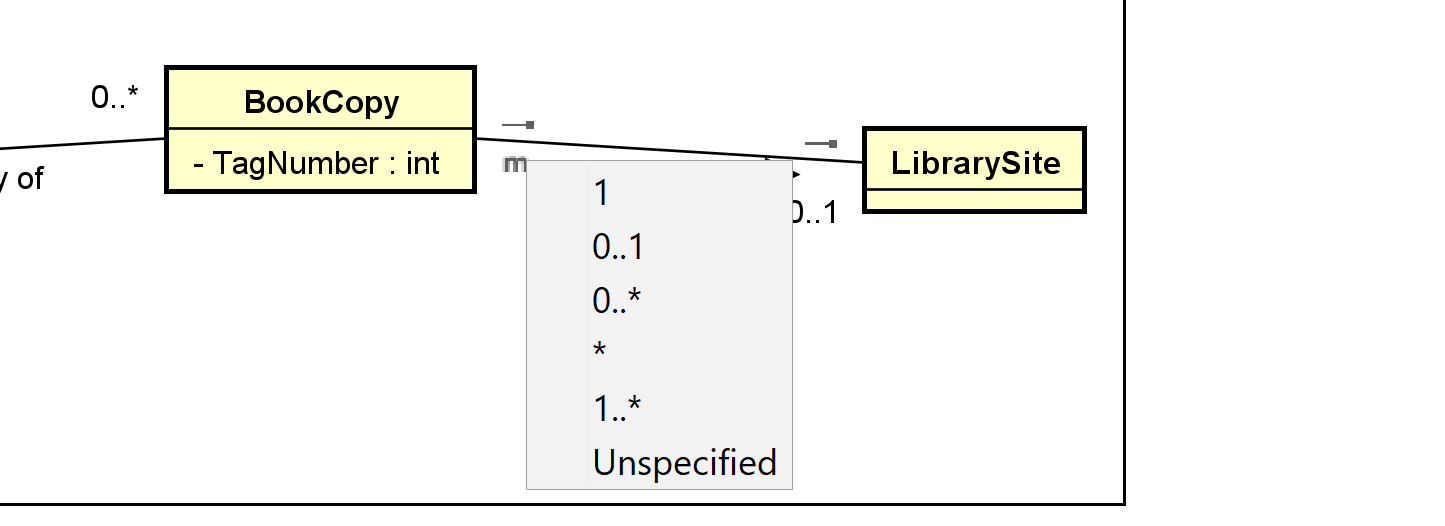 0..*
BookCopy
- TagNumber : int
y of
m
LibrarySite
0..1
1
0..1
0..*
*
1..*
Unspecified